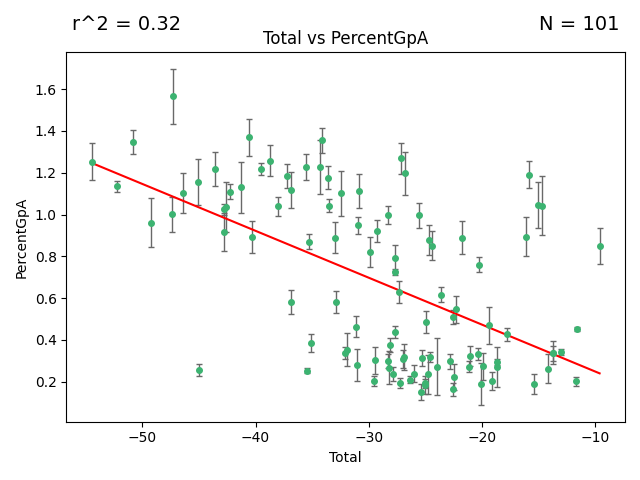 r^2 = 0.32
N = 101
Total vs PercentGpA
PercentGpA
1.6
1.4
1.2
1.0
0.8
0.6
0.4
0.2
−50
−40
−30
−20
−10
Total